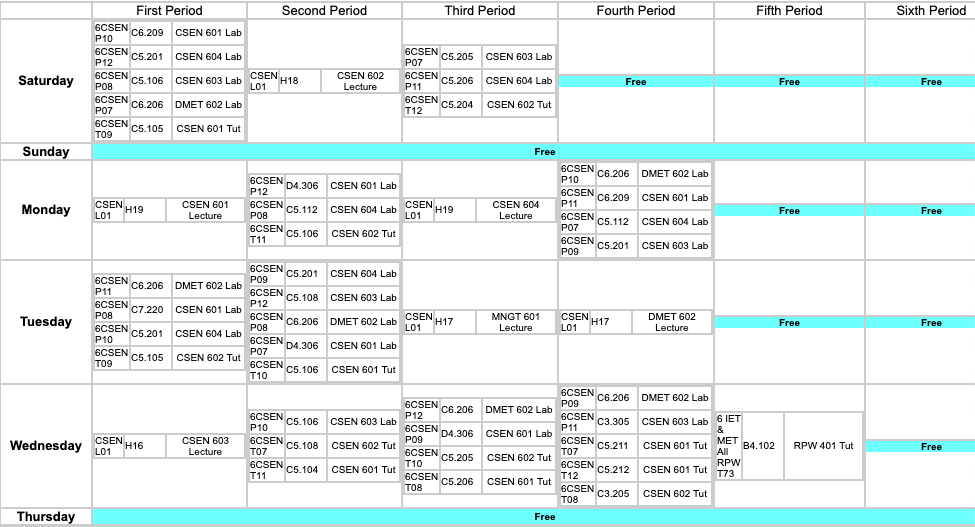 First Period Second Period Third Period Fourth Period Fifth Period Sixth Period
Saturday
6CSEN P10 C6.209 CSEN 601 Lab
6CSEN P12 C5.201 CSEN 604 Lab
6CSEN P08 C5.106 CSEN 603 Lab
6CSEN P07 C6.206 DMET 602 Lab
6CSEN T09 C5.105 CSEN 601 Tut
CSEN L01 H18 CSEN 602 Lecture
6CSEN P07 C5.205 CSEN 603 Lab
6CSEN P11 C5.206 CSEN 604 Lab
6CSEN T12 C5.204 CSEN 602 Tut
Free
Free
Free
Sunday
Free
Monday
CSEN L01 H19 CSEN 601 Lecture
6CSEN P12 D4.306 CSEN 601 Lab
6CSEN P08 C5.112 CSEN 604 Lab
6CSEN T11 C5.106 CSEN 602 Tut
CSEN L01 H19 CSEN 604 Lecture
6CSEN P10 C6.206 DMET 602 Lab
6CSEN P11 C6.209 CSEN 601 Lab
6CSEN P07 C5.112 CSEN 604 Lab
6CSEN P09 C5.201 CSEN 603 Lab
Free
Free
Tuesday
6CSEN P11 C6.206 DMET 602 Lab
6CSEN P08 C7.220 CSEN 601 Lab
6CSEN P10 C5.201 CSEN 604 Lab
6CSEN T09 C5.105 CSEN 602 Tut
6CSEN P09 C5.201 CSEN 604 Lab
6CSEN P12 C5.108 CSEN 603 Lab
6CSEN P08 C6.206 DMET 602 Lab
6CSEN P07 D4.306 CSEN 601 Lab
6CSEN T10 C5.106 CSEN 601 Tut
CSEN L01 H17 MNGT 601 Lecture
CSEN L01 H17 DMET 602 Lecture
Free
Free
Wednesday
CSEN L01 H16 CSEN 603 Lecture
6CSEN P10 C5.106 CSEN 603 Lab
6CSEN T07 C5.108 CSEN 602 Tut
6CSEN T11 C5.104 CSEN 601 Tut
6CSEN P12 C6.206 DMET 602 Lab
6CSEN P09 D4.306 CSEN 601 Lab
6CSEN T10 C5.205 CSEN 602 Tut
6CSEN T08 C5.206 CSEN 601 Tut
6CSEN P09 C6.206 DMET 602 Lab
6CSEN P11 C3.305 CSEN 603 Lab
6CSEN T07 C5.211 CSEN 601 Tut
6CSEN T12 C5.212 CSEN 601 Tut
6CSEN T08 C3.205 CSEN 602 Tut
6 IET & MET All RPW T73 B4.102 RPW 401 Tut
Free
Thursday
Free